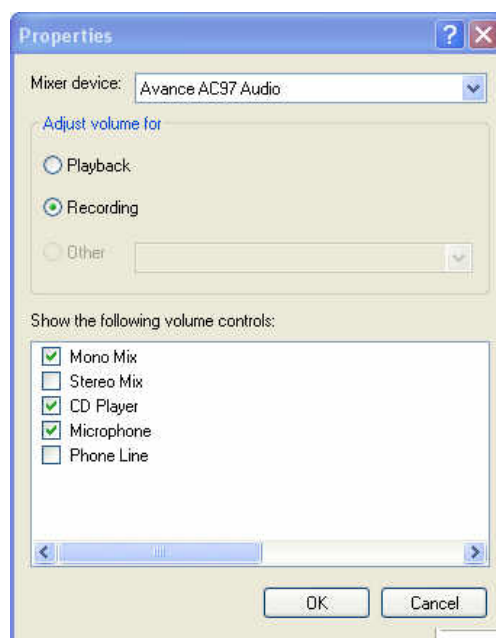 Properties
?
Mixer device: Avance AC97 Audio
Adjust volume for
Playback
Recording
Other
Show the following volume controls:
Mono Mix
Stereo Mix
CD Player
Microphone
Phone Line
OK Cancel